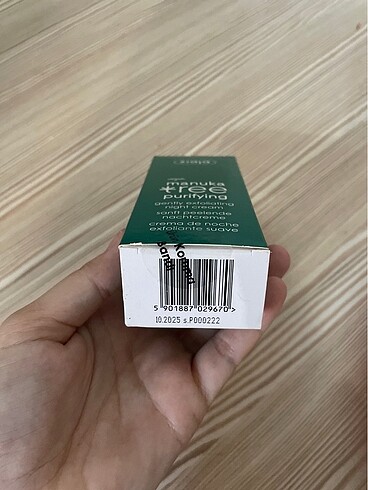 ziaja
vegan
manuka
tree
purifying
gently exfoliating
night cream
sanft peelende
nachtcreme
crema de noche
exfoliante suave
5 901887 029670 >
10.2025 s.P000222